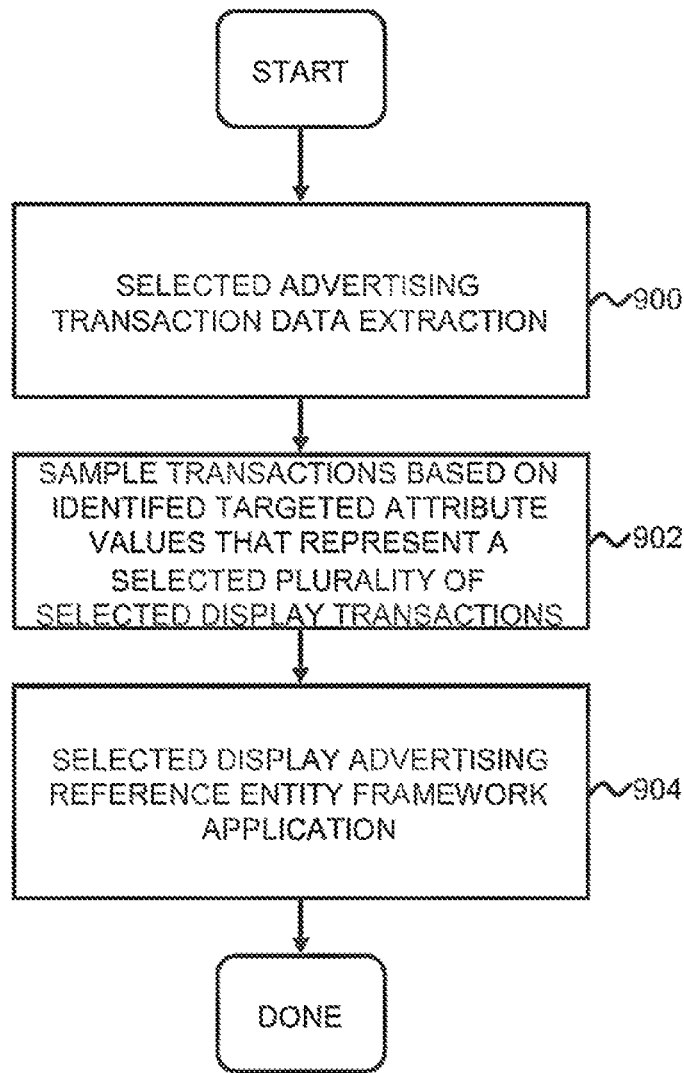 START
SELECTED ADVERTISING
TRANSACTION DATA EXTRACTION
900
SAMPLE TRANSACTIONS BASED ON
IDENTIFED TARGETED ATTRIBUTE
VALUES THAT REPRESENT A
SELECTED PLURALITY OF
SELECTED DISPLAY TRANSACTIONS
902
SELECTED DISPLAY ADVERTISING
REFERENCE ENTITY FRAMEWORK
APPLICATION
904
DONE